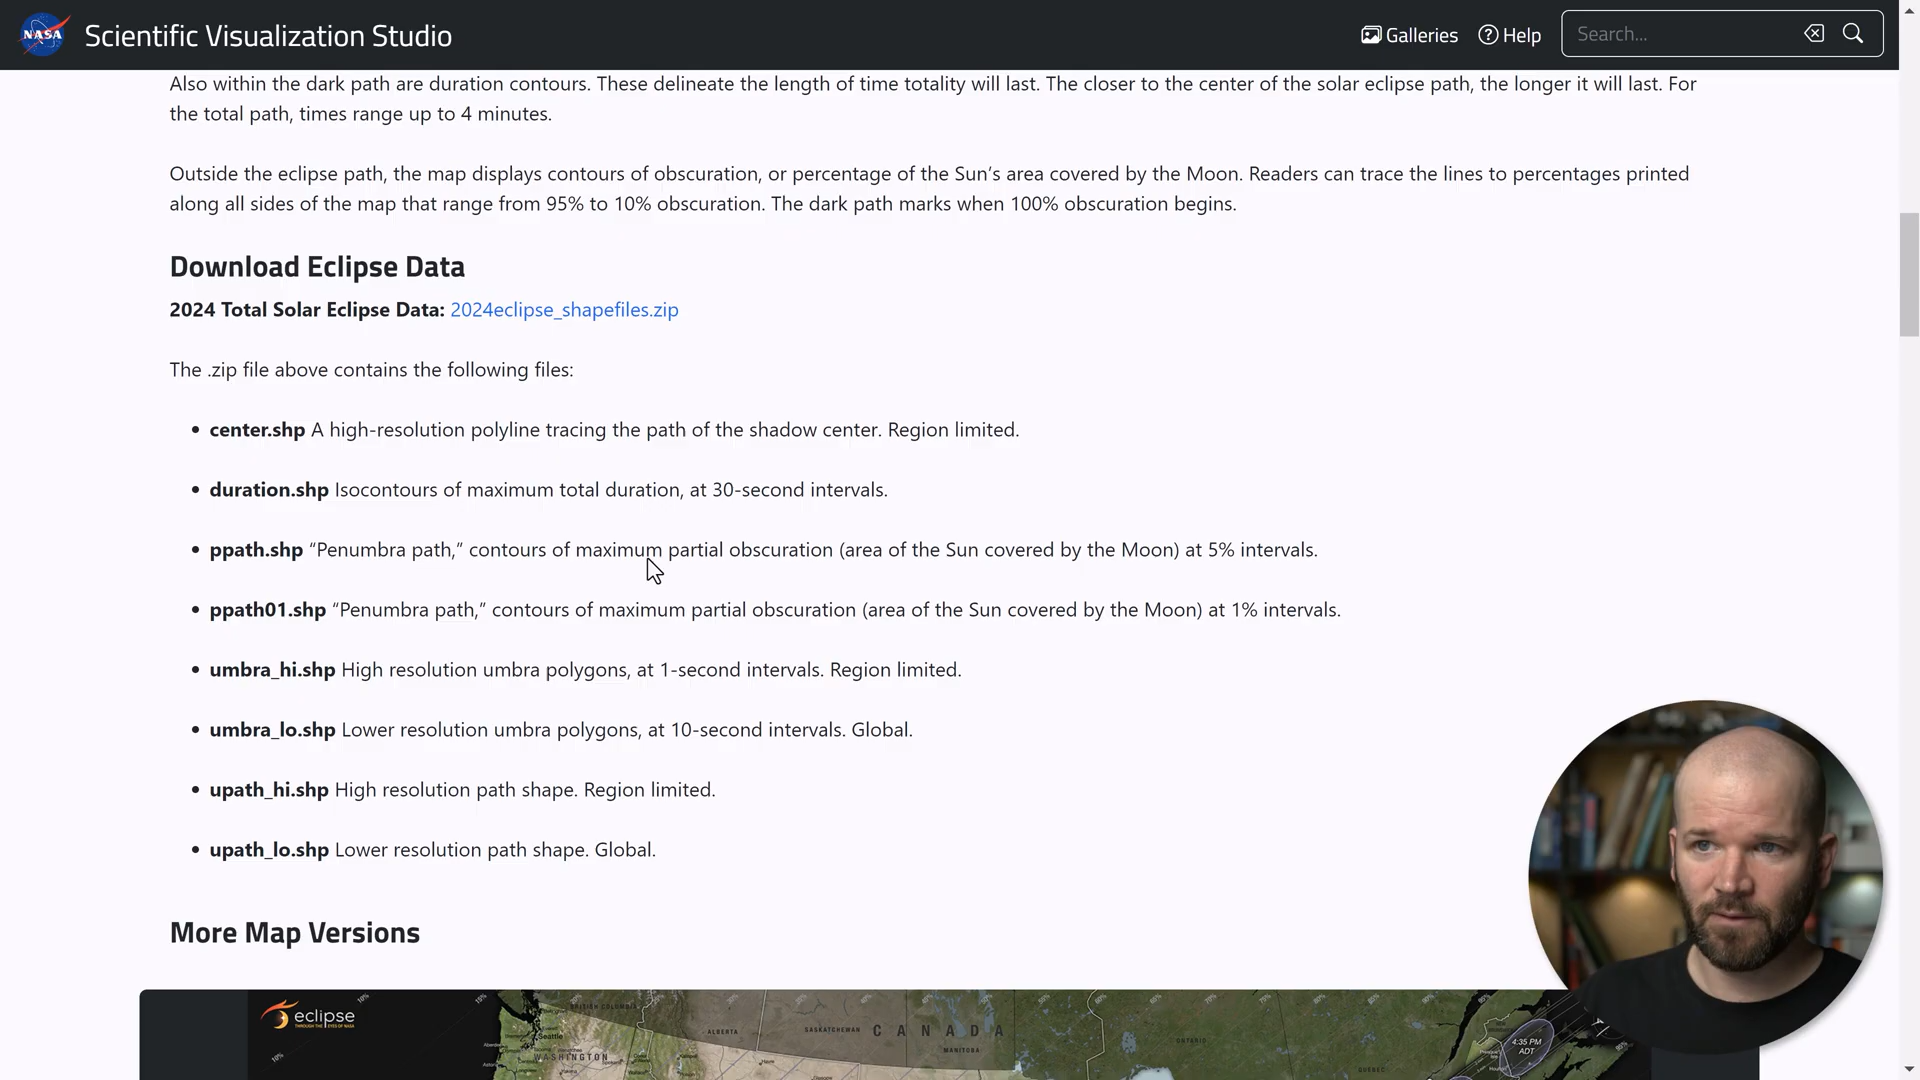 NASA Scientific Visualization Studio Galleries Help Search...
Also within the dark path are duration contours. These delineate the length of time totality will last. The closer to the center of the solar eclipse path, the longer it will last. For
the total path, times range up to 4 minutes.
Outside the eclipse path, the map displays contours of obscuration, or percentage of the Sun’s area covered by the Moon. Readers can trace the lines to percentages printed
along all sides of the map that range from 95% to 10% obscuration. The dark path marks when 100% obscuration begins.
Download Eclipse Data
2024 Total Solar Eclipse Data: 2024eclipse_shapefiles.zip
The .zip file above contains the following files:
• center.shp A high-resolution polyline tracing the path of the shadow center. Region limited.
• duration.shp Isocontours of maximum total duration, at 30-second intervals.
• ppath.shp “Penumbra path,” contours of maximum partial obscuration (area of the Sun covered by the Moon) at 5% intervals.
• ppath01.shp “Penumbra path,” contours of maximum partial obscuration (area of the Sun covered by the Moon) at 1% intervals.
• umbra_hi.shp High resolution umbra polygons, at 1-second intervals. Region limited.
• umbra_lo.shp Lower resolution umbra polygons, at 10-second intervals. Global.
• upath_hi.shp High resolution path shape. Region limited.
• upath_lo.shp Lower resolution path shape. Global.
More Map Versions
eclipse
THROUGH THE EYES OF NASA
BRITISH COLUMBIA
Seattle
WASHINGTON
ALBERTA
SASKATCHEWAN
CANADA
MANITOBA
ONTARIO
QUEBEC
4:35 PM
ADT
10%